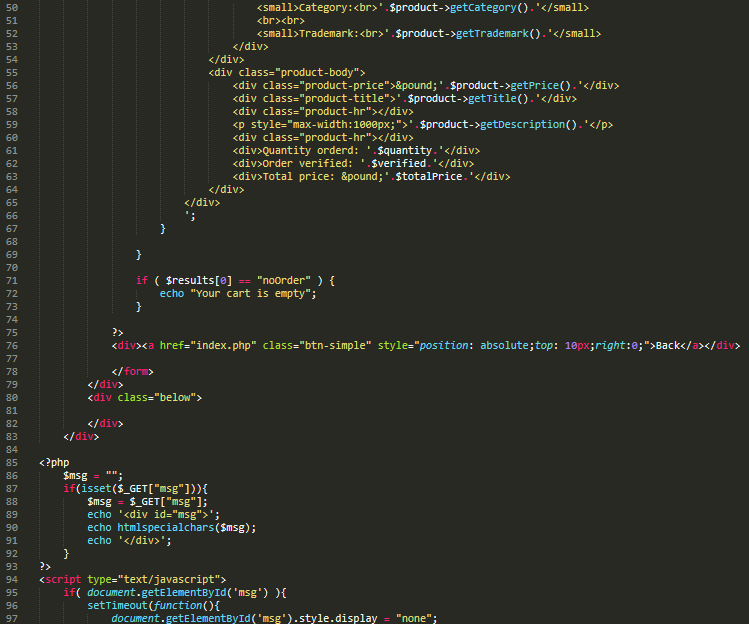 50 <small>Category:<br>'.$product->getCategory().'</small>
51 <br><br>
52 <small>Trademark:<br>'.$product->getTrademark().'</small>
53 </div>
54 </div>
55 <div class="product-body">
56 <div class="product-price">&pound;'.$product->getPrice().'</div>
57 <div class="product-title">'.$product->getTitle().'</div>
58 <div class="product-hr"></div>
59 <p style="max-width:1000px;">'.$product->getDescription().'</p>
60 <div class="product-hr"></div>
61 <div>Quantity orderd: '.$quantity.'</div>
62 <div>Order verified: '.$verified.'</div>
63 <div>Total price: &pound;'.$totalPrice.'</div>
64 </div>
65 </div>
66 ';
67 }
68
69 }
70
71 if ( $results[0] == "noOrder" ) {
72 echo "Your cart is empty";
73 }
74
75 ?>
76 <div><a href="index.php" class="btn-simple" style="position: absolute;top: 10px;right:0;">Back</a></div>
77
78 </form>
79 </div>
80 <div class="below">
81
82 </div>
83 </div>
84
85 <?php
86 $msg = "";
87 if(isset($_GET["msg"])){
88 $msg = $_GET["msg"];
89 echo '<div id="msg">';
90 echo htmlspecialchars($msg);
91 echo '</div>';
92 }
93 ?>
94 <script type="text/javascript">
95 if( document.getElementById('msg') ){
96 setTimeout(function(){
97 document.getElementById('msg').style.display = "none";